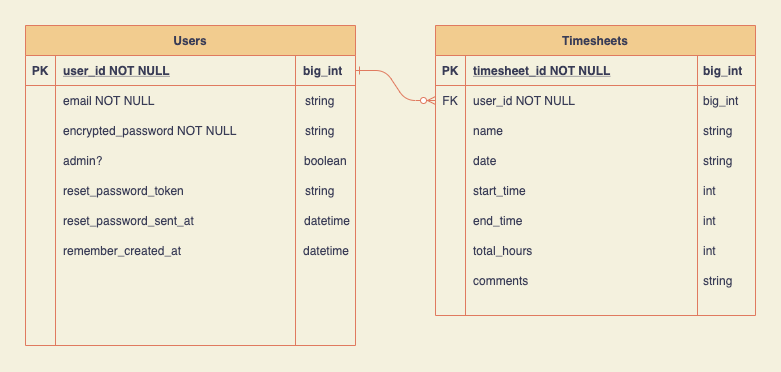 Users
PK user_id NOT NULL big_int
email NOT NULL string
encrypted_password NOT NULL string
admin? boolean
reset_password_token string
reset_password_sent_at datetime
remember_created_at datetime
Timesheets
PK timesheet_id NOT NULL big_int
FK user_id NOT NULL big_int
name string
date string
start_time int
end_time int
total_hours int
comments string